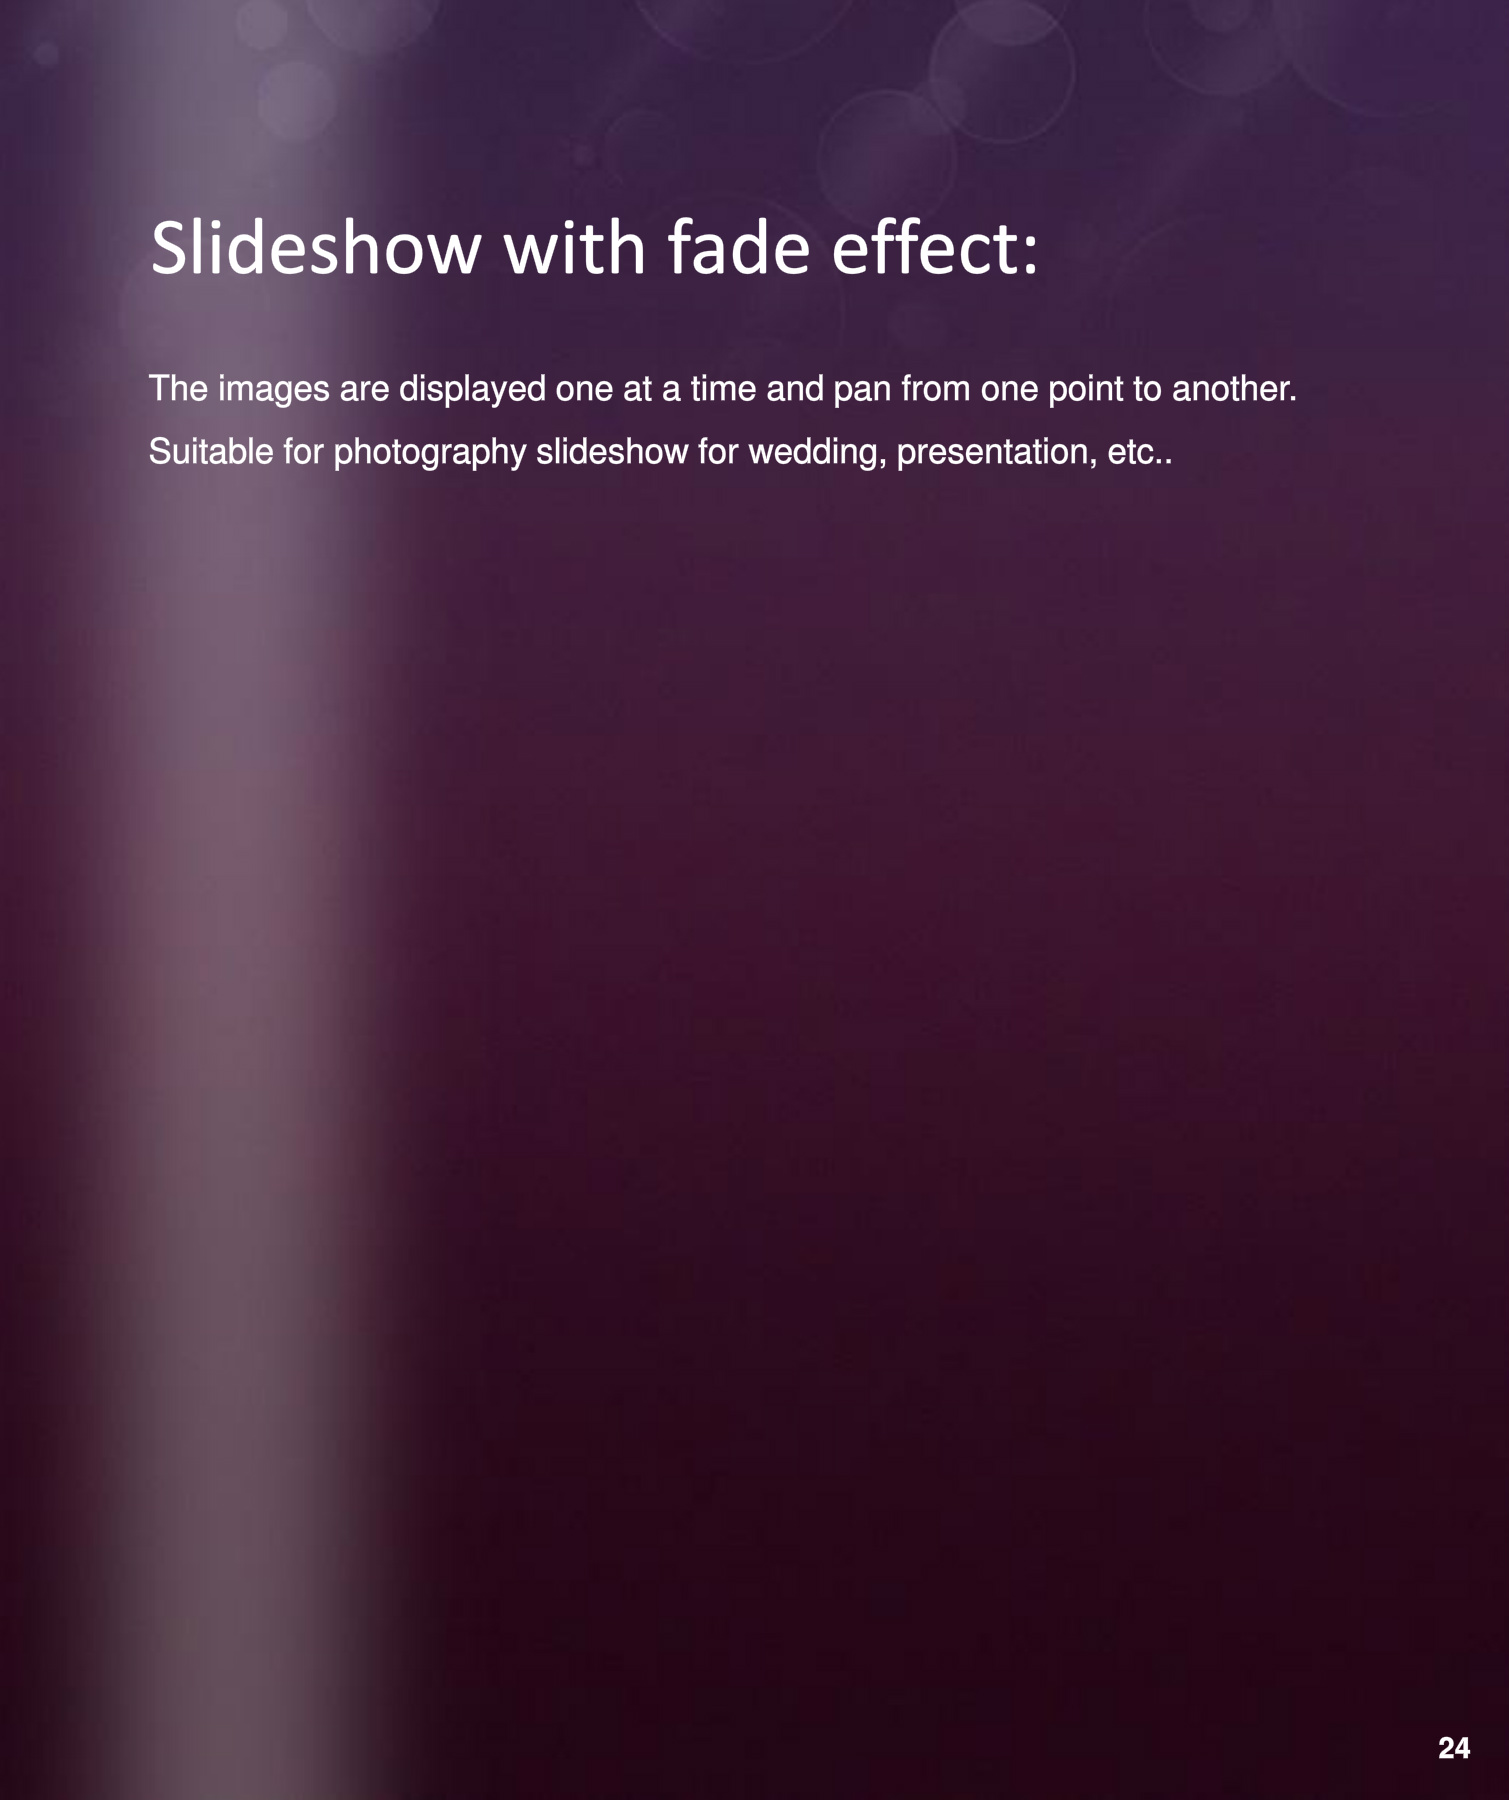 Slideshow with fade effect:
The images are displayed one at a time and pan from one point to another.
Suitable for photography slideshow for wedding, presentation, etc..
24